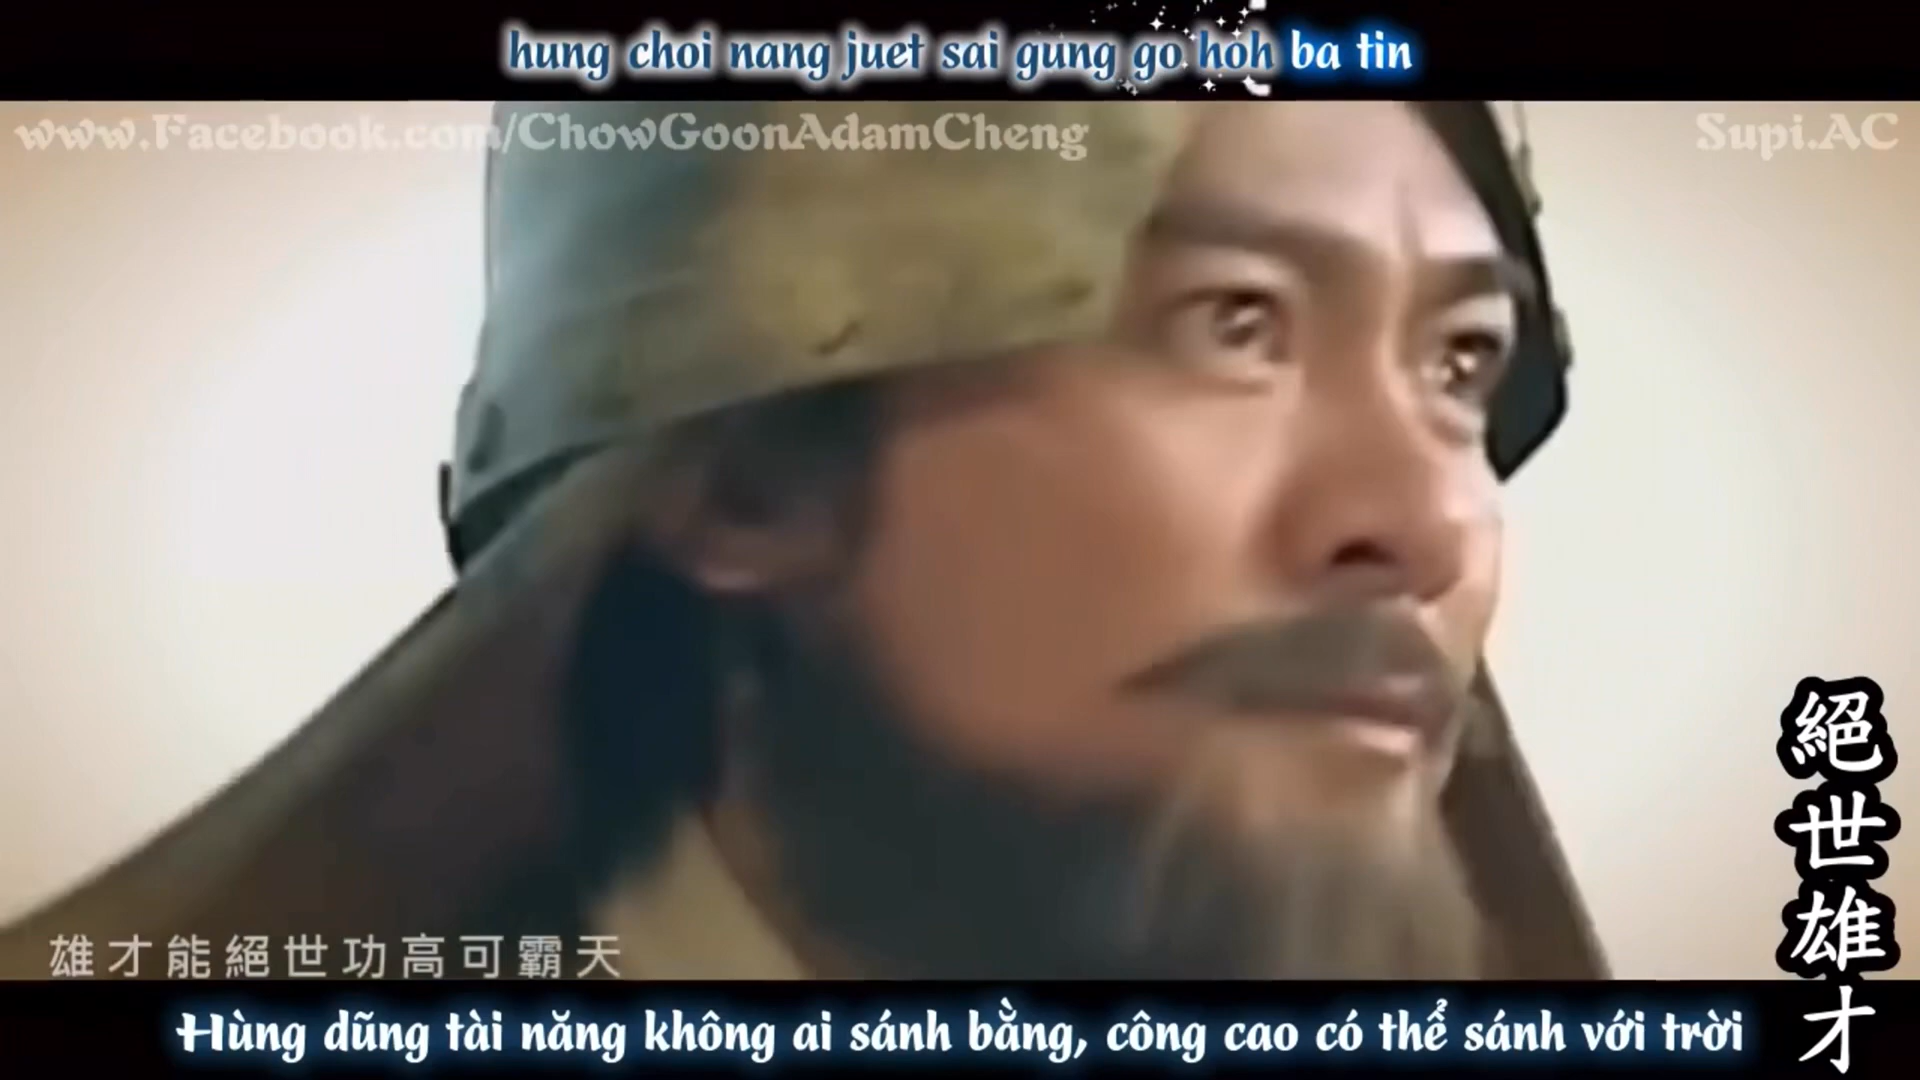 hung choi nang juet sai gung go hoh ba tin
www.Facebook.com/ChowGoonAdamCheng
Supi.AC
絕世雄才
雄才能絕世功高可霸天
Hùng dũng tài năng không ai sánh bằng, công cao có thể sánh với trời